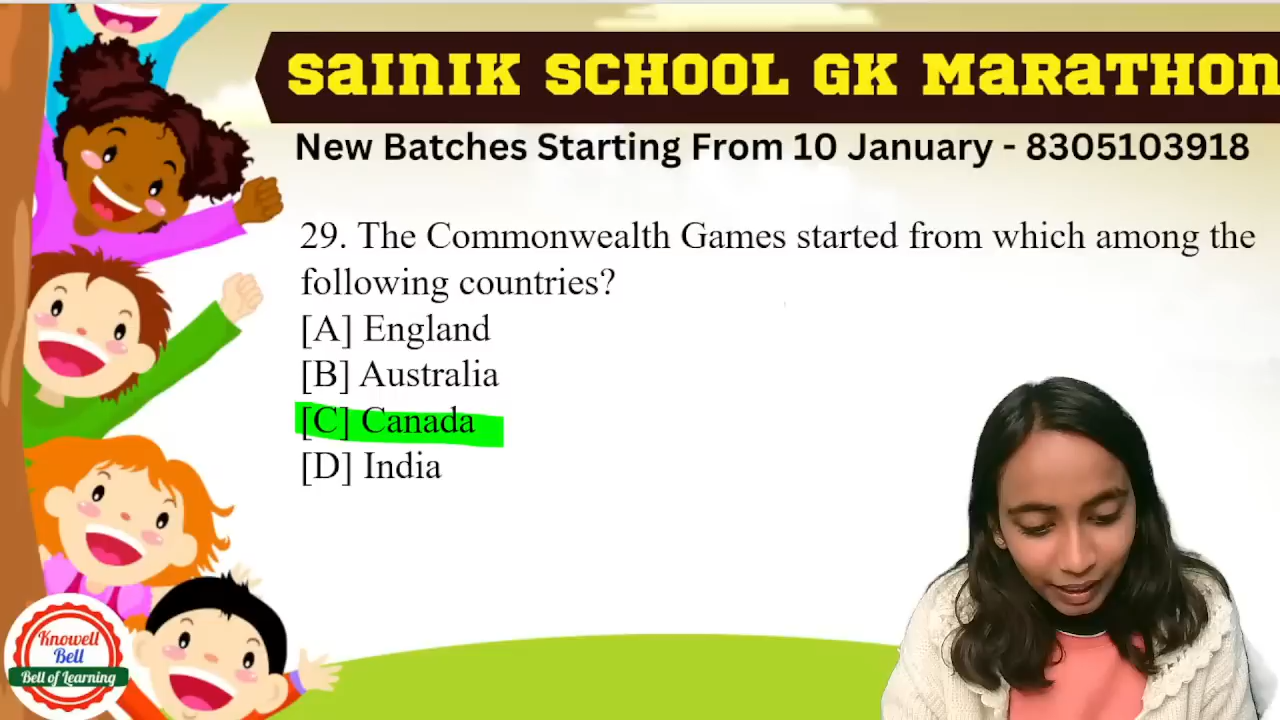 SAINIK SCHOOL GK MARATHON
New Batches Starting From 10 January - 8305103918
29. The Commonwealth Games started from which among the
following countries?
[A] England
[B] Australia
[C] Canada
[D] India
Knowell
Bell
Bell of Learning